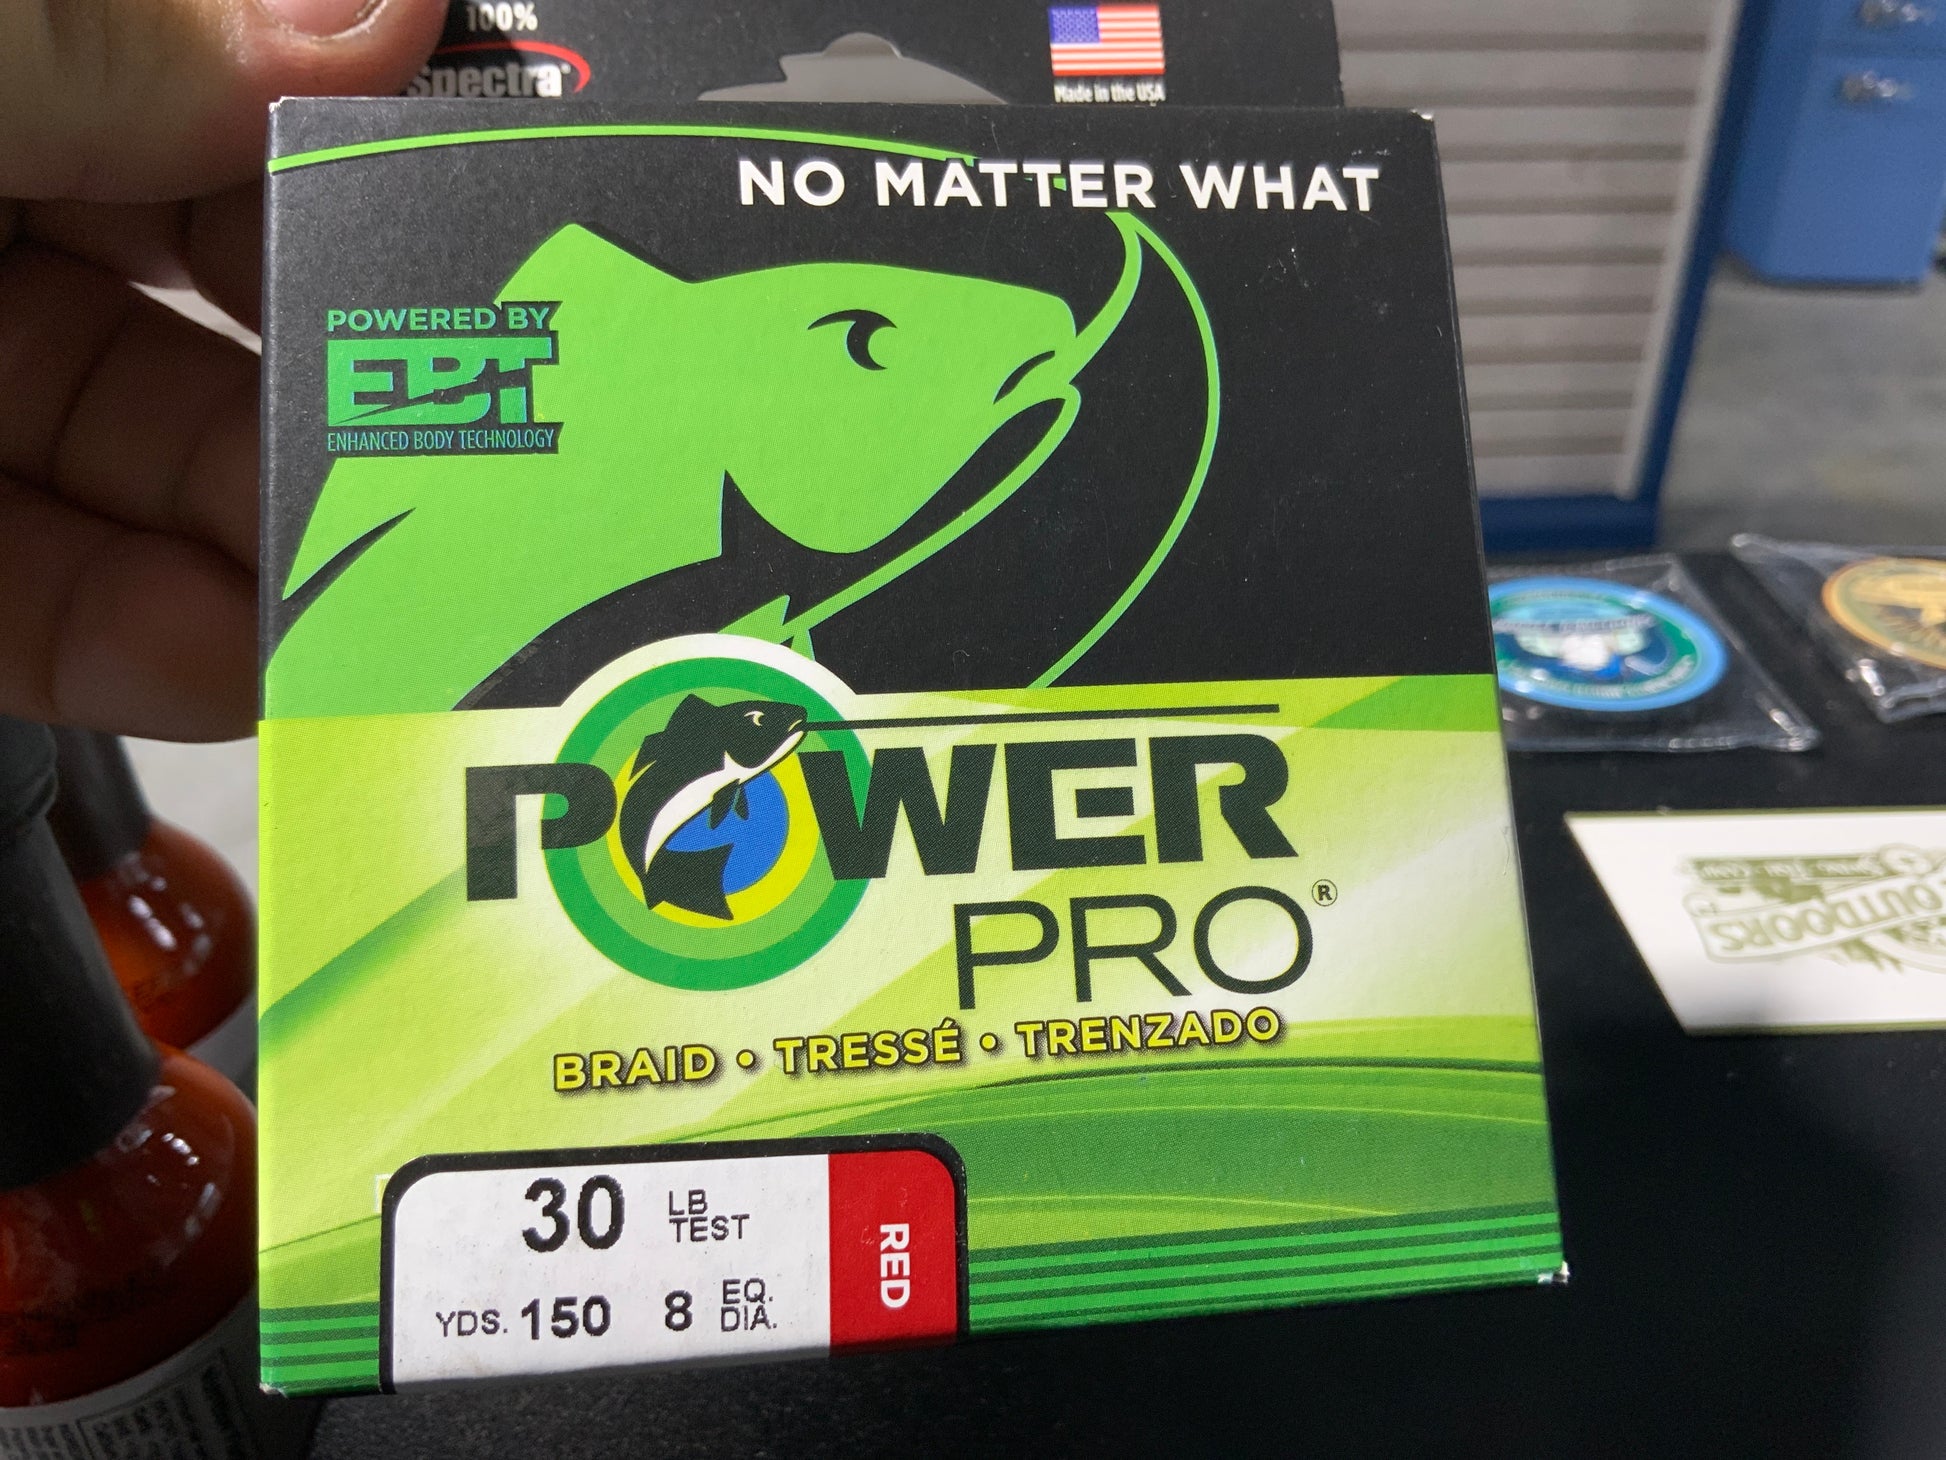 100%
Spectra
Made in the USA
NO MATTER WHAT
POWERED BY
EBT
ENHANCED BODY TECHNOLOGY
POWER
PRO®
BRAID • TRESSÉ • TRENZADO
30 LB TEST
YDS. 150 8 EQ. DIA.
RED
OUTDOORS